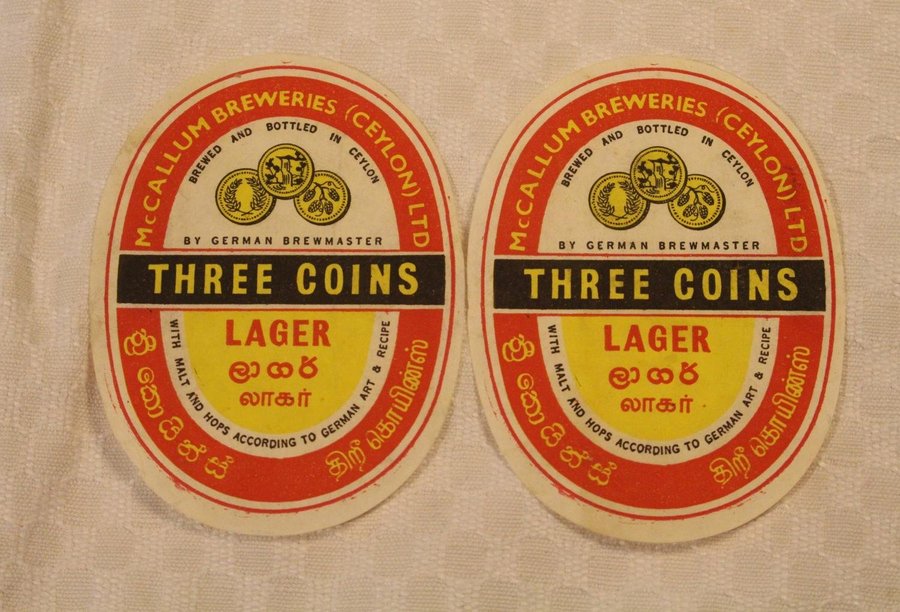 McCALLUM BREWERIES (CEYLON) LTD
BREWED AND BOTTLED IN CEYLON
BY GERMAN BREWMASTER
THREE COINS
LAGER
ලාගර්
லாகர்
WITH MALT AND HOPS ACCORDING TO GERMAN ART & RECIPE
ත්‍රී කොයින්ස්
திறீ கொயிண்ஸ்
McCALLUM BREWERIES (CEYLON) LTD
BREWED AND BOTTLED IN CEYLON
BY GERMAN BREWMASTER
THREE COINS
LAGER
ලාගර්
லாகர்
WITH MALT AND HOPS ACCORDING TO GERMAN ART & RECIPE
ත්‍රී කොයින්ස්
திறீ கொயிண்ஸ்